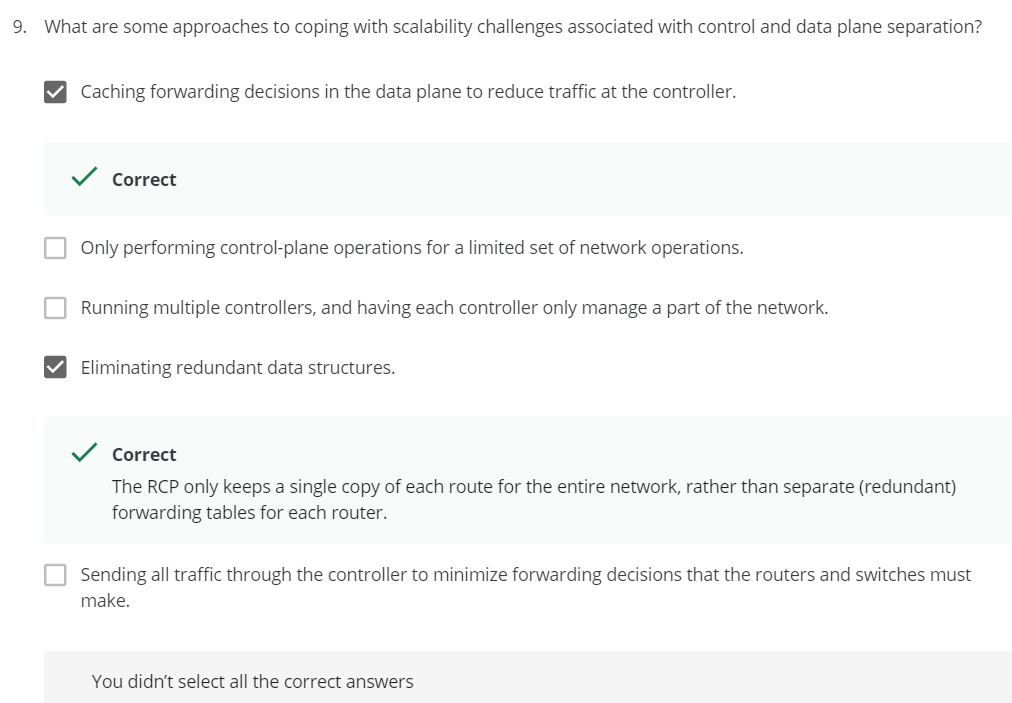 9. What are some approaches to coping with scalability challenges associated with control and data plane separation?
Caching forwarding decisions in the data plane to reduce traffic at the controller.
Correct
Only performing control-plane operations for a limited set of network operations.
Running multiple controllers, and having each controller only manage a part of the network.
Eliminating redundant data structures.
Correct
The RCP only keeps a single copy of each route for the entire network, rather than separate (redundant)
forwarding tables for each router.
Sending all traffic through the controller to minimize forwarding decisions that the routers and switches must
make.
You didn’t select all the correct answers